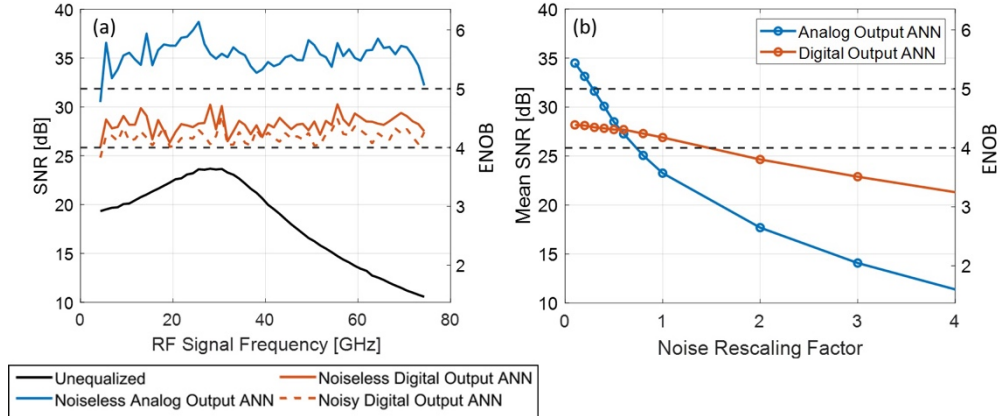 (a)
40
35
30
25
20
15
10
SNR [dB]
6
5
4
3
2
ENOB
0
20
40
60
80
RF Signal Frequency [GHz]
(b)
Analog Output ANN
Digital Output ANN
40
35
30
25
20
15
10
Mean SNR [dB]
6
5
4
3
2
ENOB
0
1
2
3
4
Noise Rescaling Factor
Unequalized
Noiseless Digital Output ANN
Noiseless Analog Output ANN
Noisy Digital Output ANN